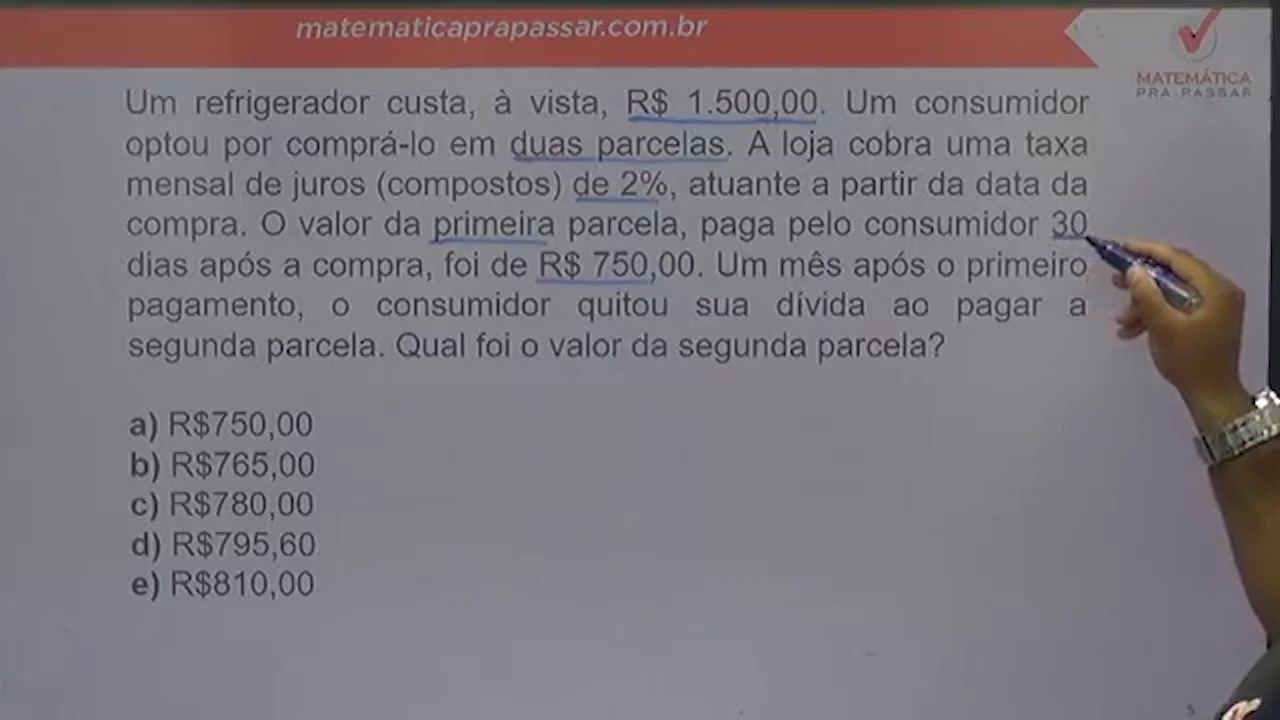 matematicaprapassar.com.br
MATEMÁTICA
PRA PASSAR
Um refrigerador custa, à vista, R$ 1.500,00. Um consumidor
optou por comprá-lo em duas parcelas. A loja cobra uma taxa
mensal de juros (compostos) de 2%, atuante a partir da data da
compra. O valor da primeira parcela, paga pelo consumidor 30
dias após a compra, foi de R$ 750,00. Um mês após o primeiro
pagamento, o consumidor quitou sua dívida ao pagar a
segunda parcela. Qual foi o valor da segunda parcela?
a) R$750,00
b) R$765,00
c) R$780,00
d) R$795,60
e) R$810,00